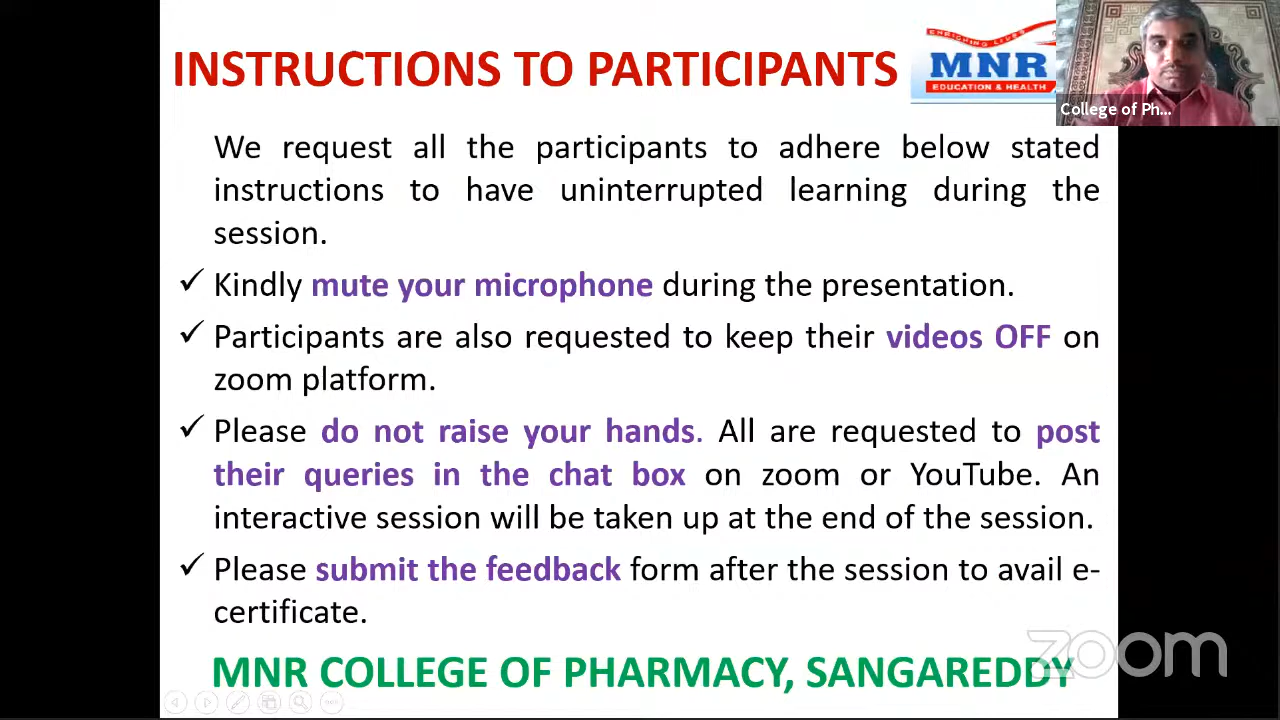 INSTRUCTIONS TO PARTICIPANTS
ENRICHING LIVES
MNR
EDUCATION & HEALTH
College of Ph...
We request all the participants to adhere below stated
instructions to have uninterrupted learning during the
session.
✓ Kindly mute your microphone during the presentation.
✓ Participants are also requested to keep their videos OFF on
zoom platform.
✓ Please do not raise your hands. All are requested to post
their queries in the chat box on zoom or YouTube. An
interactive session will be taken up at the end of the session.
✓ Please submit the feedback form after the session to avail e-
certificate.
zoom
MNR COLLEGE OF PHARMACY, SANGAREDDY